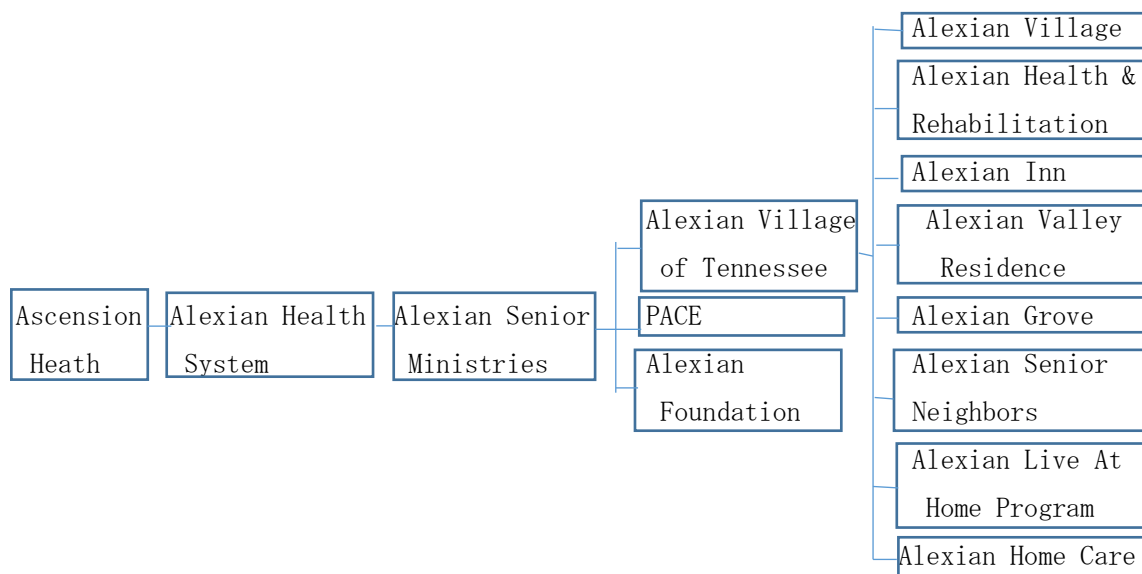 Ascension
Heath
Alexian Health
System
Alexian Senior
Ministries
Alexian Village
of Tennessee
PACE
Alexian
Foundation
Alexian Village
Alexian Health &
Rehabilitation
Alexian Inn
Alexian Valley
Residence
Alexian Grove
Alexian Senior
Neighbors
Alexian Live At
Home Program
Alexian Home Care